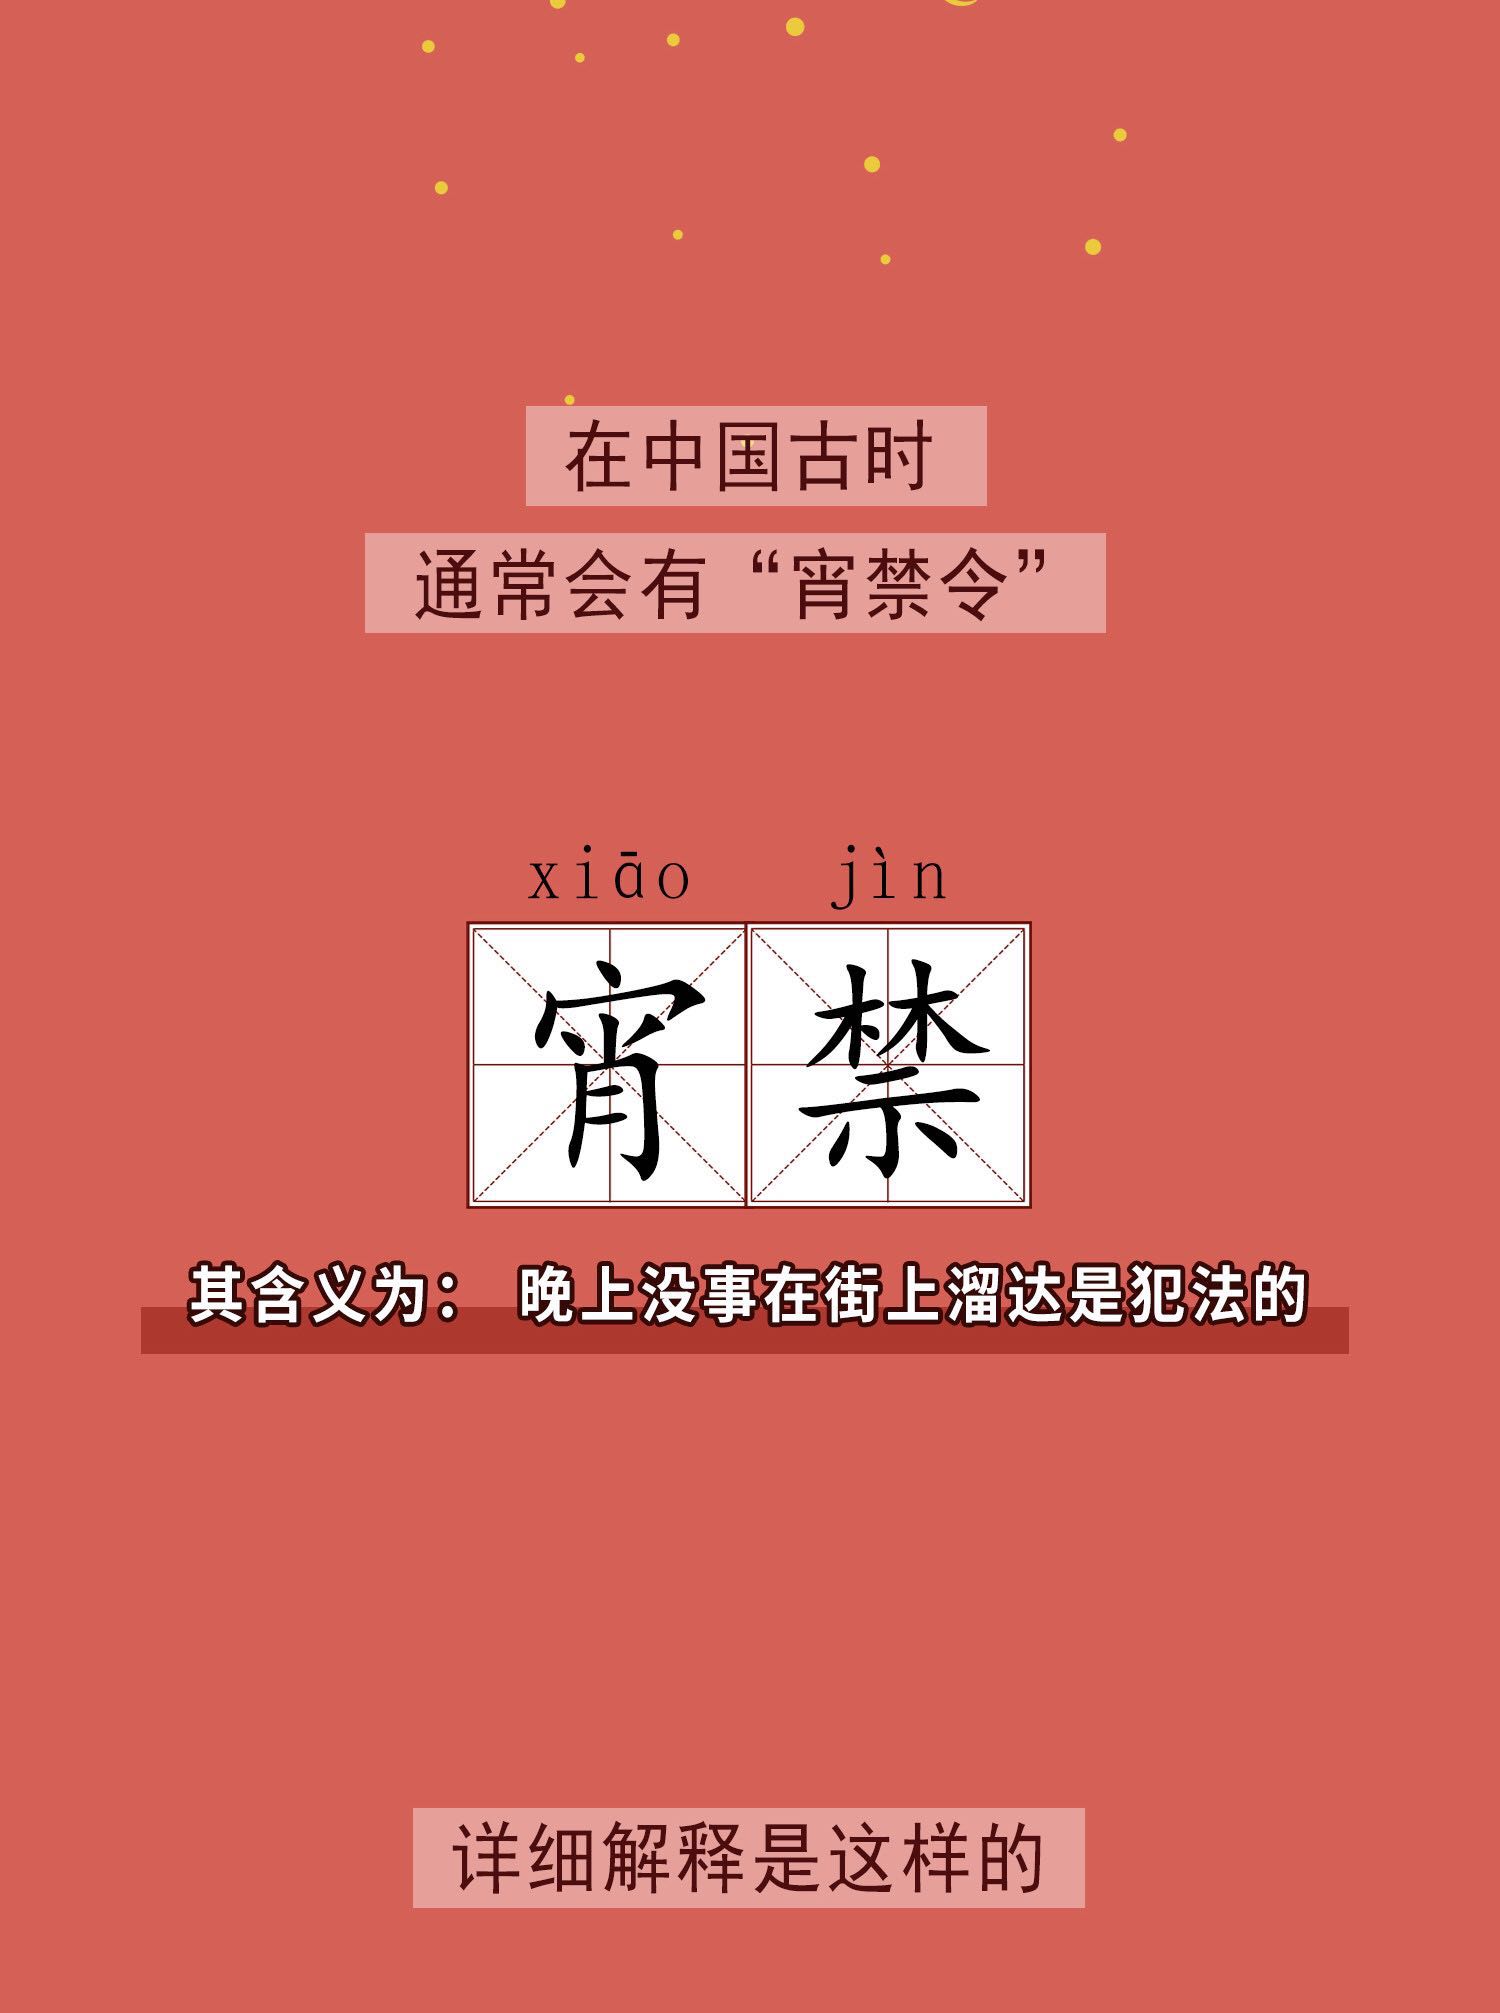 在中国古时
通常会有“宵禁令”
xiāo jìn
宵禁
其含义为： 晚上没事在街上溜达是犯法的
详细解释是这样的